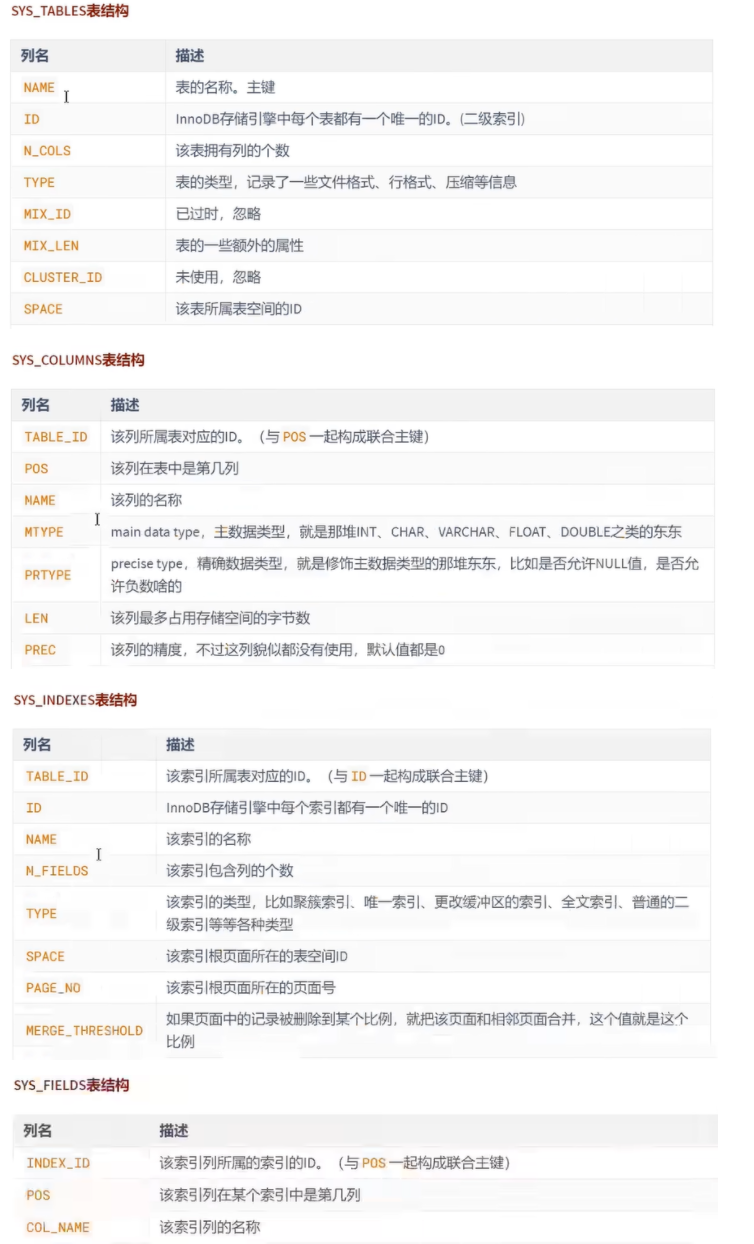 SYS_TABLES表结构
列名 描述
NAME 表的名称。主键
ID InnoDB存储引擎中每个表都有一个唯一的ID。(二级索引)
N_COLS 该表拥有列的个数
TYPE 表的类型，记录了一些文件格式、行格式、压缩等信息
MIX_ID 已过时，忽略
MIX_LEN 表的一些额外的属性
CLUSTER_ID 未使用，忽略
SPACE 该表所属表空间的ID
SYS_COLUMNS表结构
列名 描述
TABLE_ID 该列所属表对应的ID。（与 POS 一起构成联合主键）
POS 该列在表中是第几列
NAME 该列的名称
MTYPE main data type，主数据类型，就是那堆INT、CHAR、VARCHAR、FLOAT、DOUBLE之类的东东
PRTYPE precise type，精确数据类型，就是修饰主数据类型的那堆东东，比如是否允许NULL值，是否允
许负数啥的
LEN 该列最多占用存储空间的字节数
PREC 该列的精度，不过这列貌似都没有使用，默认值都是0
SYS_INDEXES表结构
列名 描述
TABLE_ID 该索引所属表对应的ID。（与 ID 一起构成联合主键）
ID InnoDB存储引擎中每个索引都有一个唯一的ID
NAME 该索引的名称
N_FIELDS 该索引包含列的个数
TYPE 该索引的类型，比如聚簇索引、唯一索引、更改缓冲区的索引、全文索引、普通的二
级索引等等各种类型
SPACE 该索引根页面所在的表空间ID
PAGE_NO 该索引根页面所在的页面号
MERGE_THRESHOLD 如果页面中的记录被删除到某个比例，就把该页面和相邻页面合并，这个值就是这个
比例
SYS_FIELDS表结构
列名 描述
INDEX_ID 该索引列所属的索引的ID。（与 POS 一起构成联合主键）
POS 该索引列在某个索引中是第几列
COL_NAME 该索引列的名称